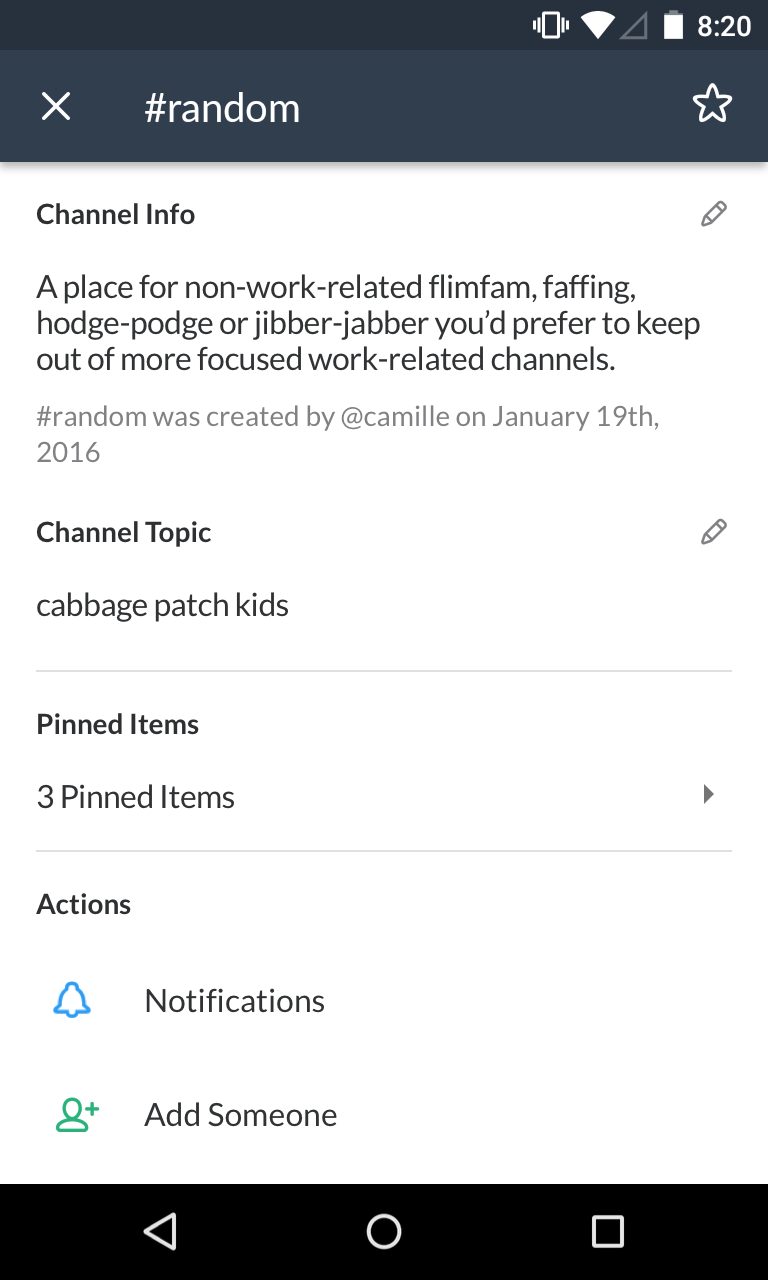 8:20
#random
Channel Info
A place for non-work-related flimfam, faffing,
hodge-podge or jibber-jabber you’d prefer to keep
out of more focused work-related channels.
#random was created by @camille on January 19th,
2016
Channel Topic
cabbage patch kids
Pinned Items
3 Pinned Items
Actions
Notifications
Add Someone